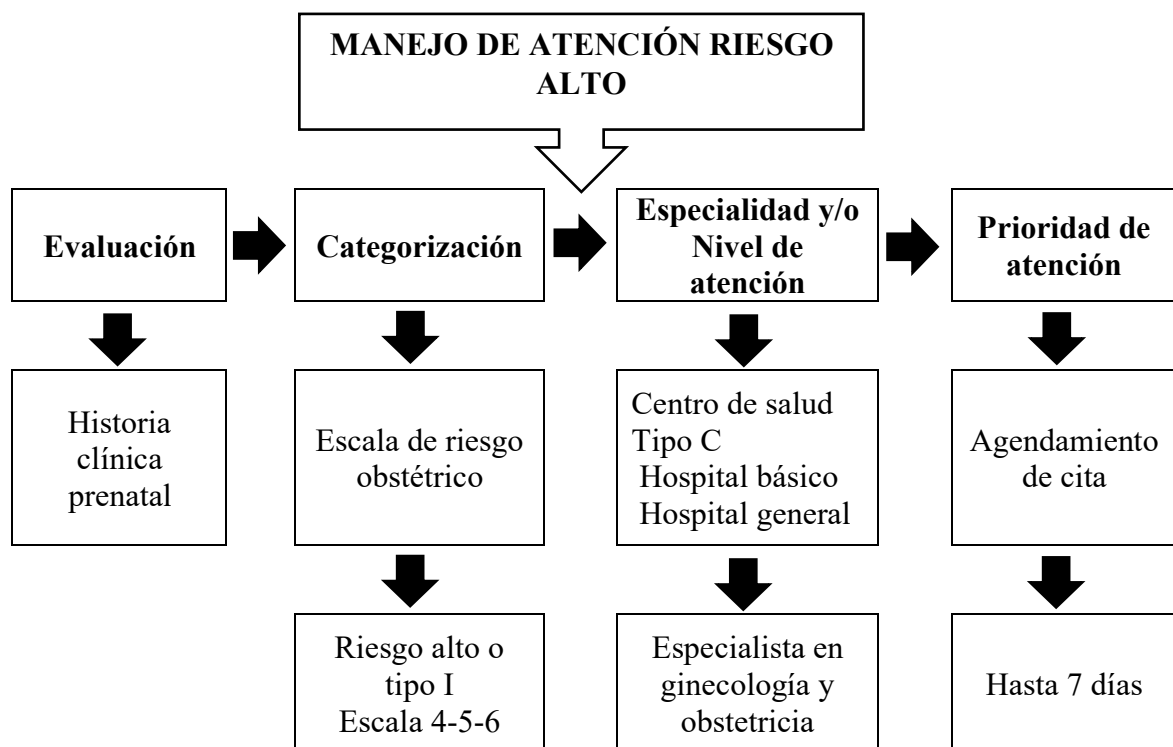 MANEJO DE ATENCIÓN RIESGO
ALTO
Evaluación
Categorización
Especialidad y/o
Nivel de
atención
Prioridad de
atención
Historia
clínica
prenatal
Escala de riesgo
obstétrico
Centro de salud
Tipo C
Hospital básico
Hospital general
Agendamiento
de cita
Riesgo alto o
tipo I
Escala 4-5-6
Especialista en
ginecología y
obstetricia
Hasta 7 días